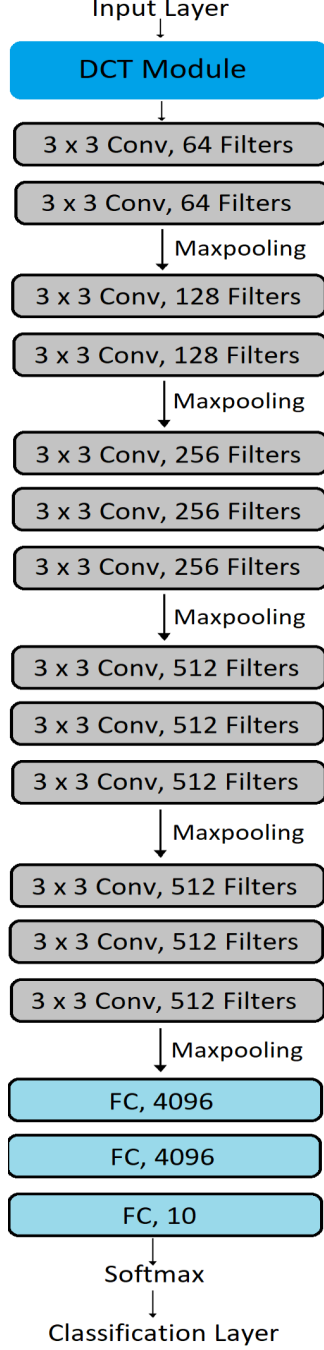 Input Layer
DCT Module
3 x 3 Conv, 64 Filters
3 x 3 Conv, 64 Filters
Maxpooling
3 x 3 Conv, 128 Filters
3 x 3 Conv, 128 Filters
Maxpooling
3 x 3 Conv, 256 Filters
3 x 3 Conv, 256 Filters
3 x 3 Conv, 256 Filters
Maxpooling
3 x 3 Conv, 512 Filters
3 x 3 Conv, 512 Filters
3 x 3 Conv, 512 Filters
Maxpooling
3 x 3 Conv, 512 Filters
3 x 3 Conv, 512 Filters
3 x 3 Conv, 512 Filters
Maxpooling
FC, 4096
FC, 4096
FC, 10
Softmax
Classification Layer